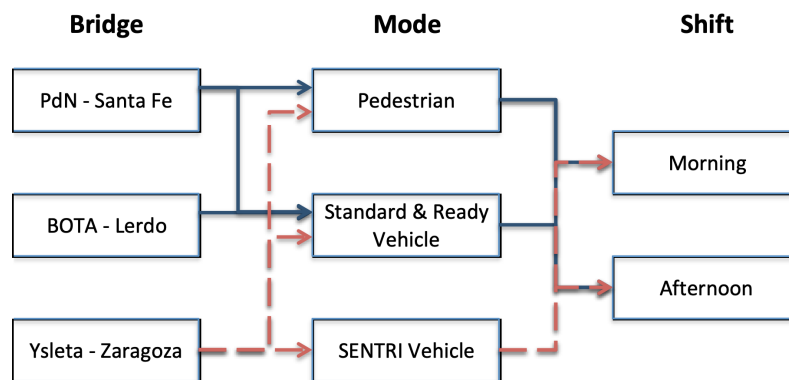 Bridge
Mode
Shift
PdN - Santa Fe
Pedestrian
Morning
BOTA - Lerdo
Standard & Ready
Vehicle
Afternoon
Ysleta - Zaragoza
SENTRI Vehicle